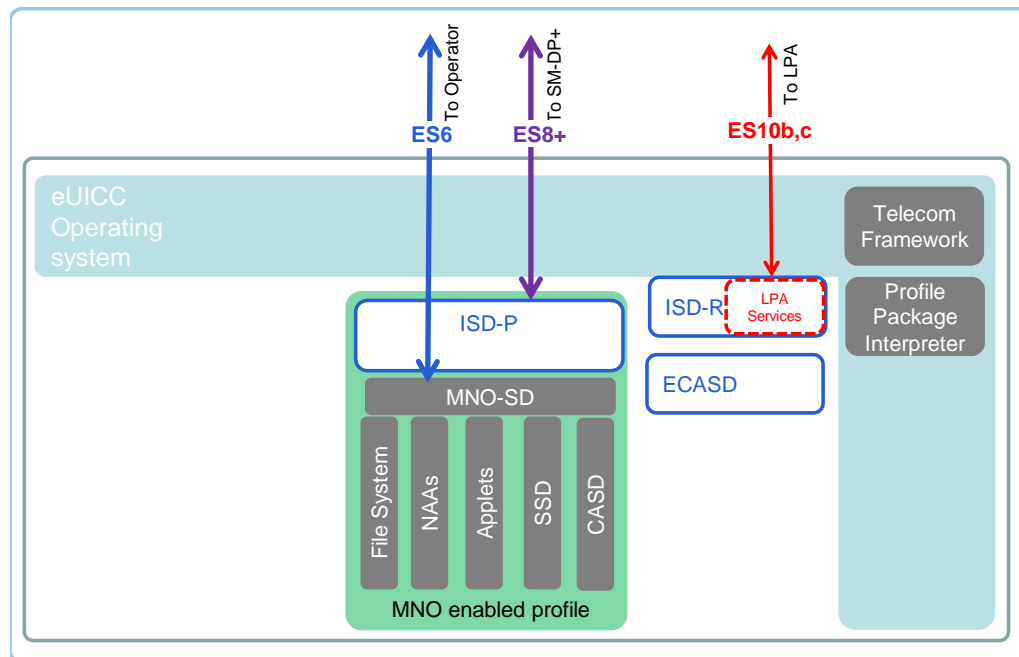 To Operator
To SM-DP+
To LPA
ES6
ES8+
ES10b,c
eUICC
Operating
system
Telecom
Framework
ISD-P
ISD-R
LPA
Services
Profile
Package
Interpreter
ECASD
MNO-SD
File System
NAAs
Applets
SSD
CASD
MNO enabled profile